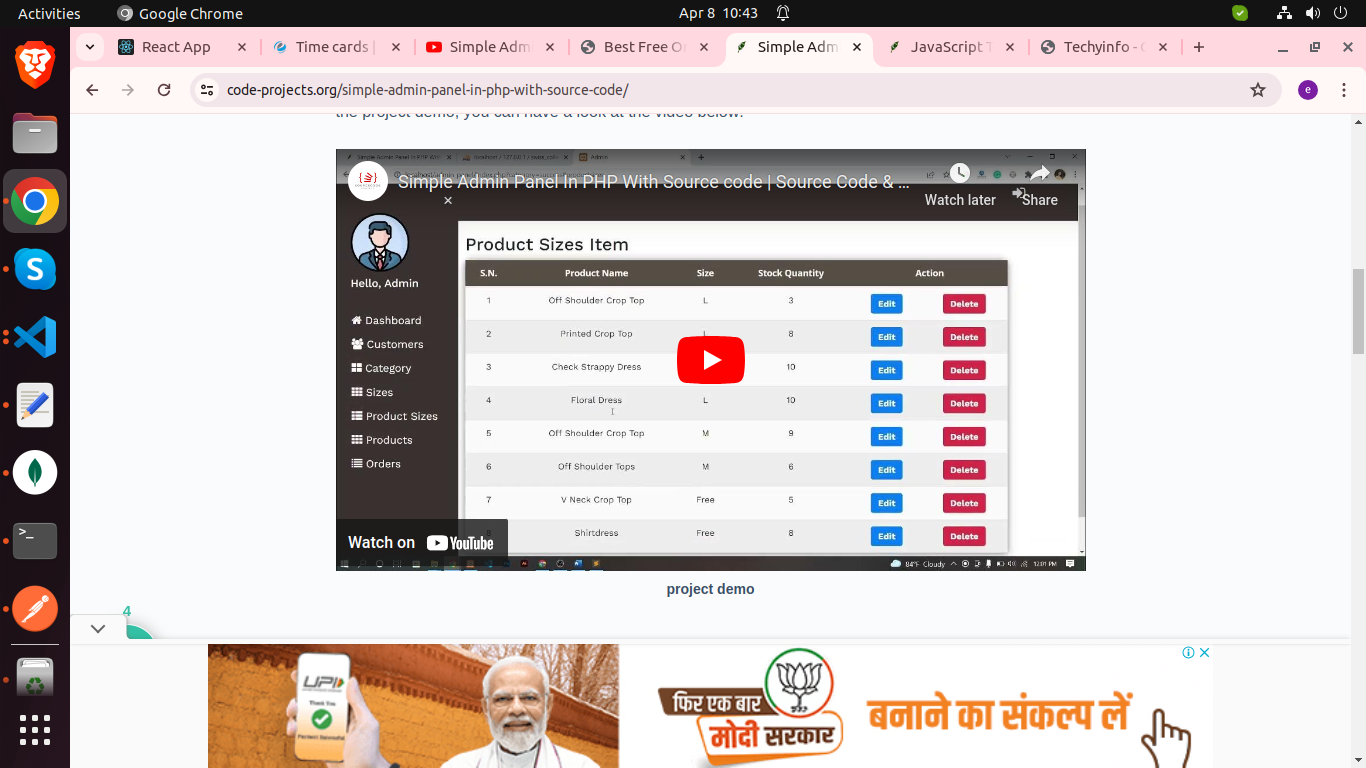 Activities
Google Chrome
Apr 8 10:43
React App
Time cards |
Simple Adm
Best Free O
Simple Adm
JavaScript T
Techyinfo - C
code-projects.org/simple-admin-panel-in-php-with-source-code/
e
the project demo, you can have a look at the video below.
Simple Admin Panel In PHP With Source code | Source Code & ...
Watch later
Share
Hello, Admin
Dashboard
Customers
Category
Sizes
Product Sizes
Products
Orders
Product Sizes Item
S.N. Product Name Size Stock Quantity Action
1 Off Shoulder Crop Top L 3 Edit Delete
2 Printed Crop Top L 8 Edit Delete
3 Check Strappy Dress 10 Edit Delete
4 Floral Dress L 10 Edit Delete
5 Off Shoulder Crop Top M 9 Edit Delete
6 Off Shoulder Tops M 6 Edit Delete
7 V Neck Crop Top Free 5 Edit Delete
8 Shirtdress Free 8 Edit Delete
Watch on YouTube
84°F Cloudy
12:01 PM
project demo
4
UPI
Thank You
फिर एक बार
मोदी सरकार
बनाने का संकल्प लें